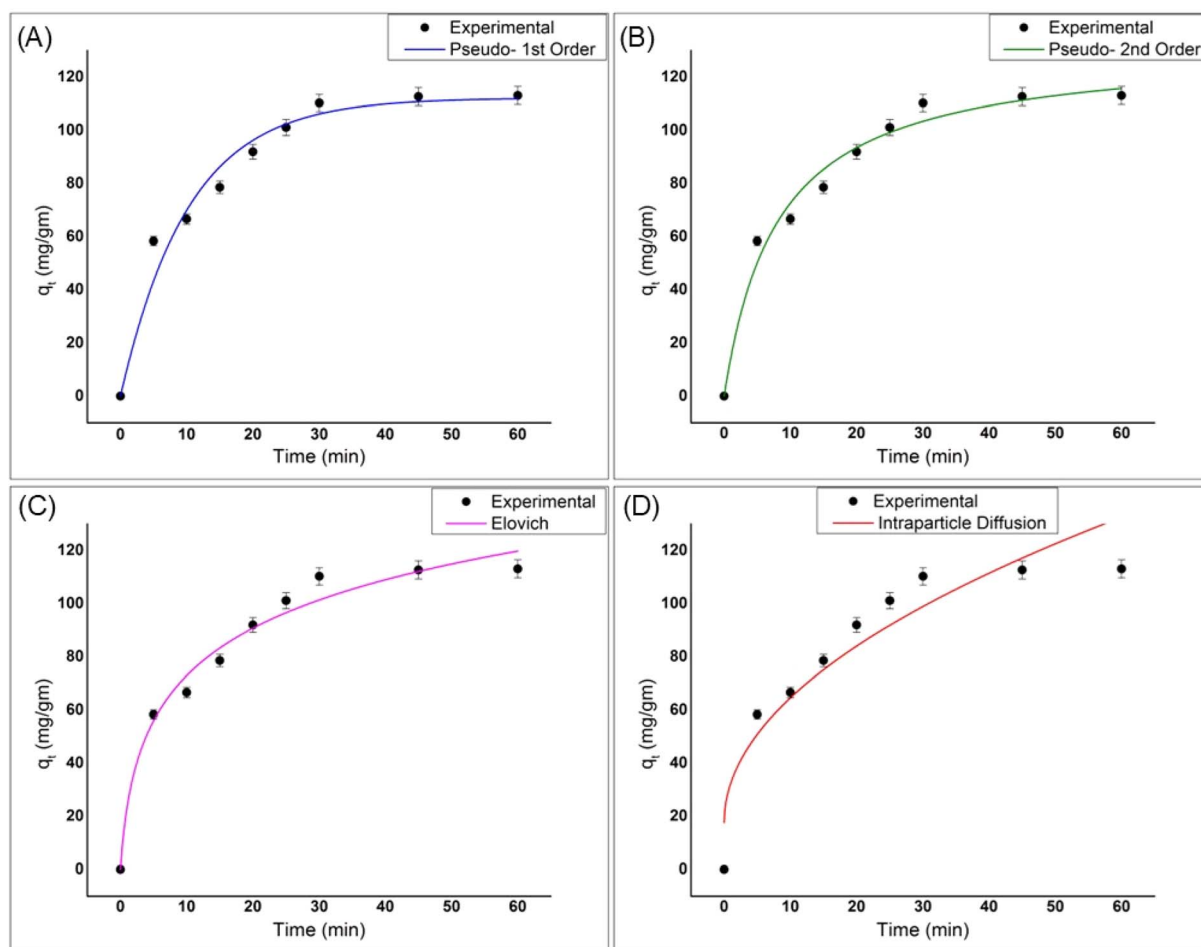 (A)
Experimental
Pseudo- 1st Order
120
100
80
60
40
20
0
qt (mg/gm)
0 10 20 30 40 50 60
Time (min)
(B)
Experimental
Pseudo- 2nd Order
120
100
80
60
40
20
0
qt (mg/gm)
0 10 20 30 40 50 60
Time (min)
(C)
Experimental
Elovich
120
100
80
60
40
20
0
qt (mg/gm)
0 10 20 30 40 50 60
Time (min)
(D)
Experimental
Intraparticle Diffusion
120
100
80
60
40
20
0
qt (mg/gm)
0 10 20 30 40 50 60
Time (min)